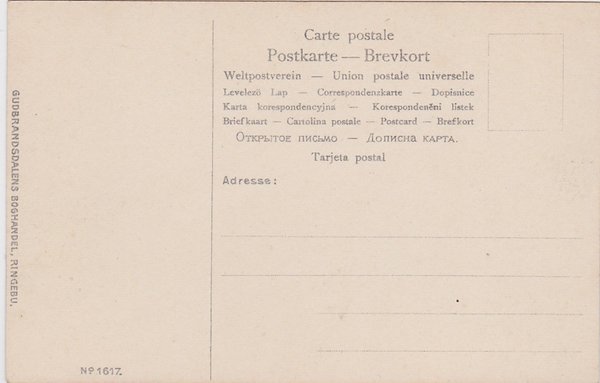 Carte postale
Postkarte — Brevkort
Weltpostverein — Union postale universelle
Levelező Lap — Correspondenzkarte — Dopisnice
Karta korespondencyjna — Korespondenční lístek
Briefkaart — Cartolina postale — Postcard — Brefkort
Открытое письмо — Дописна карта.
Tarjeta postal
Adresse:
GUDBRANDSDALENS BOGHANDEL, RINGEBU.
No 1617.